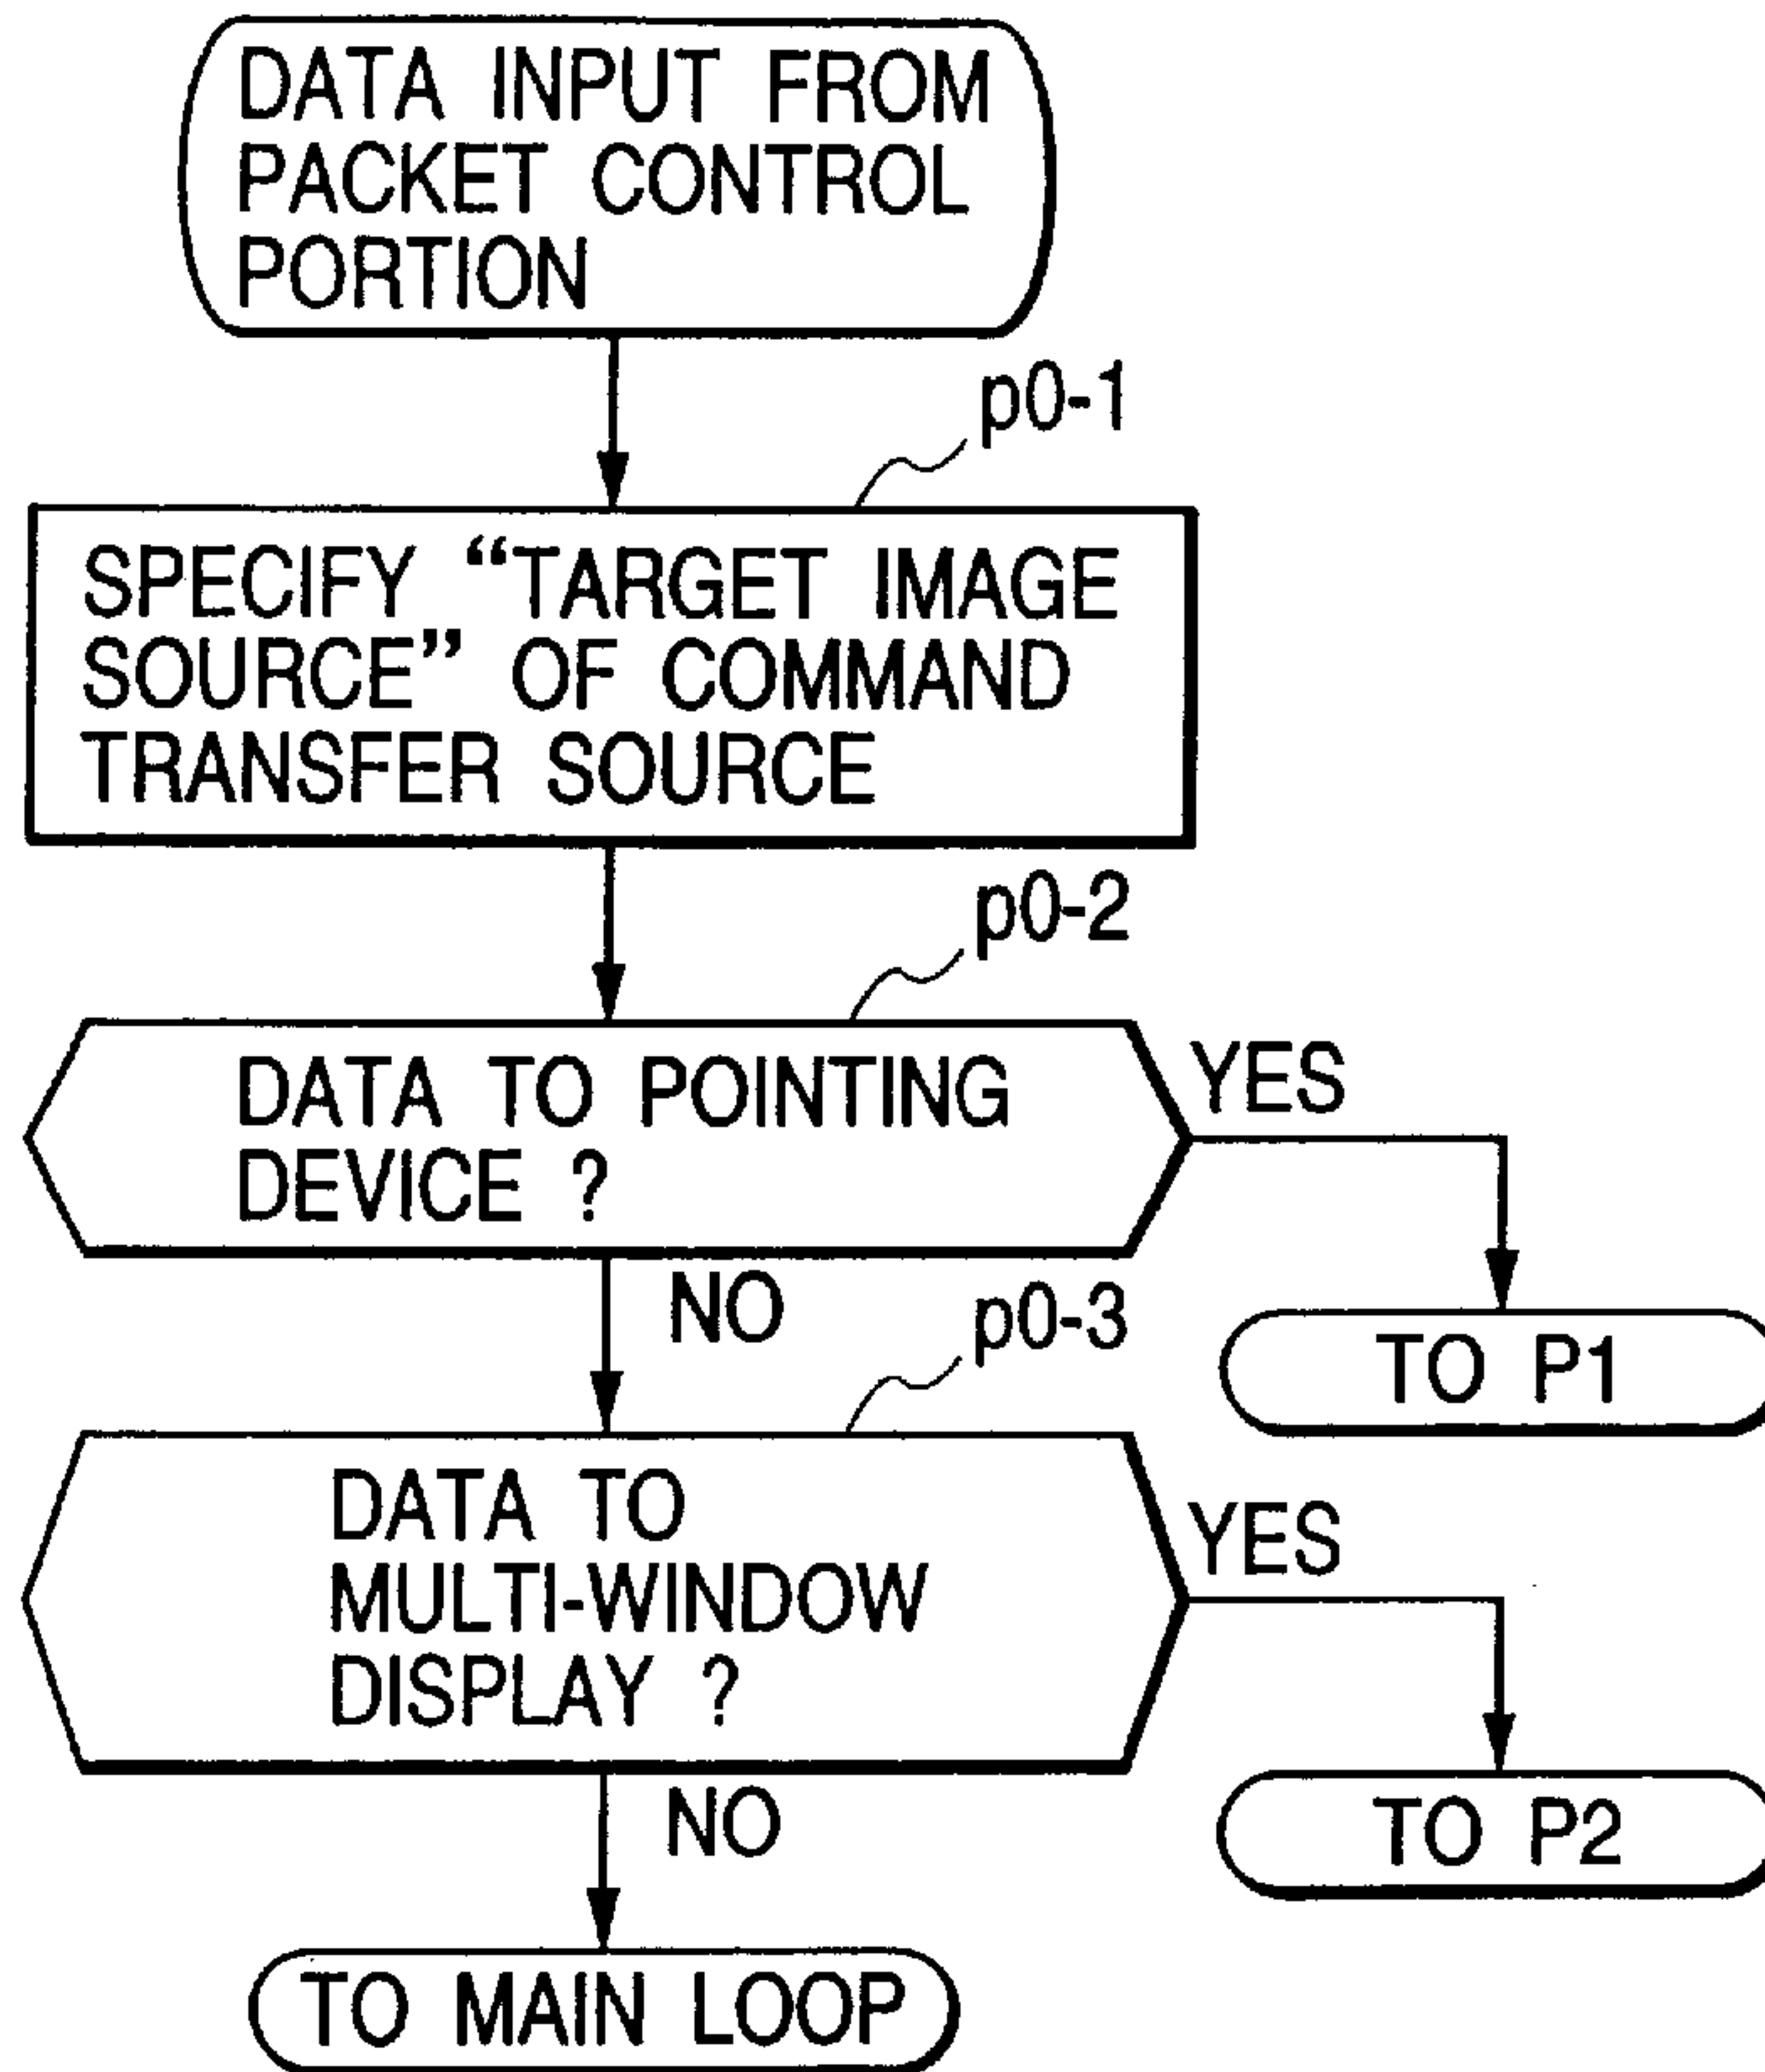 DATA INPUT FROM
PACKET CONTROL
PORTION
p0-1
SPECIFY “TARGET IMAGE
SOURCE” OF COMMAND
TRANSFER SOURCE
p0-2
DATA TO POINTING
DEVICE ?
YES
NO
TO P1
p0-3
DATA TO
MULTI-WINDOW
DISPLAY ?
YES
NO
TO P2
TO MAIN LOOP